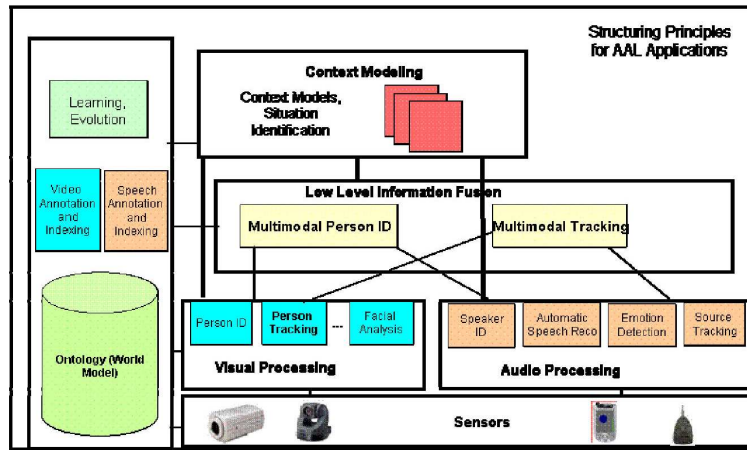 Structuring Principles
for AAL Applications
Context Modeling
Context Models,
Situation
Identification
Learning,
Evolution
Video
Annotation
and
Indexing
Speech
Annotation
and
Indexing
Low Level Information Fusion
Multimodal Person ID
Multimodal Tracking
Ontology (World
Model)
Person ID
Person
Tracking
...
Facial
Analysis
Visual Processing
Speaker
ID
Automatic
Speech Reco
Emotion
Detection
Source
Tracking
Audio Processing
Sensors